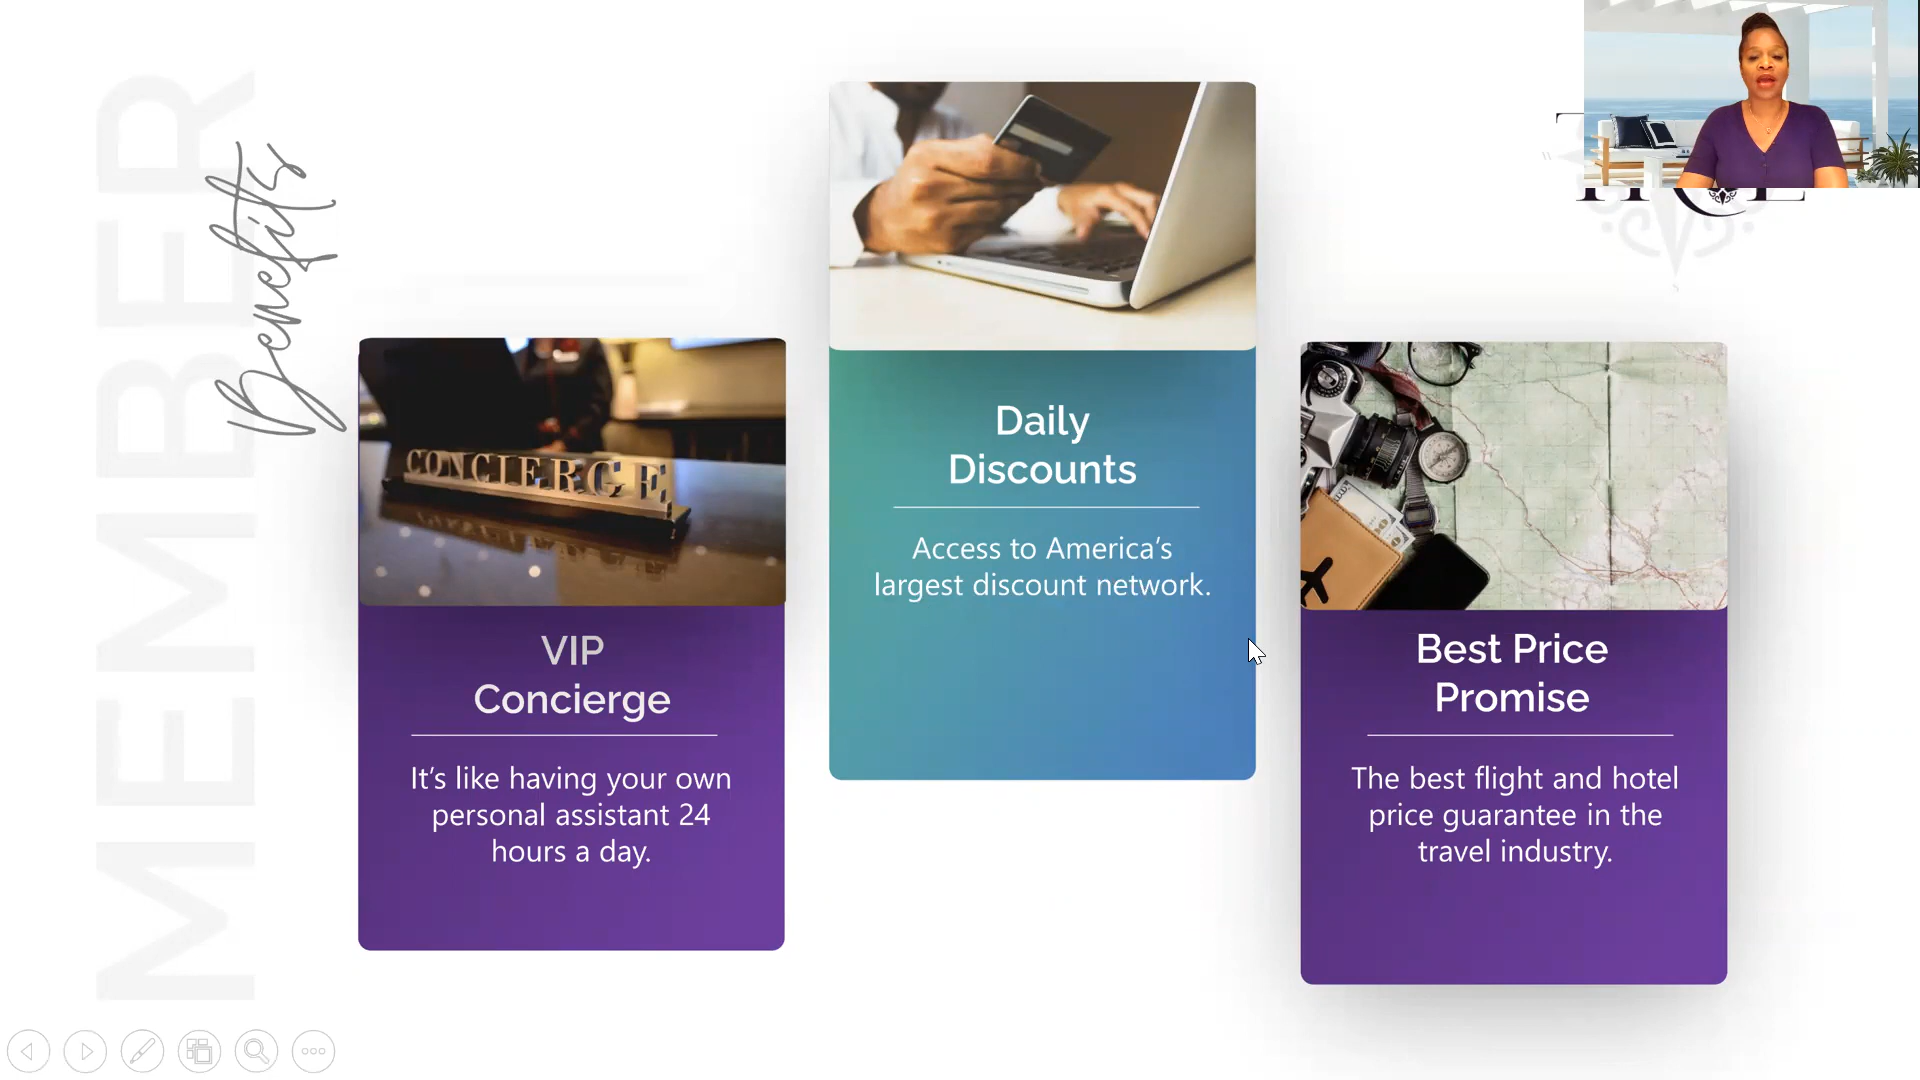 MEMBER
Benefits
CONCIERGE
VIP
Concierge
It’s like having your own
personal assistant 24
hours a day.
Daily
Discounts
Access to America’s
largest discount network.
Best Price
Promise
The best flight and hotel
price guarantee in the
travel industry.